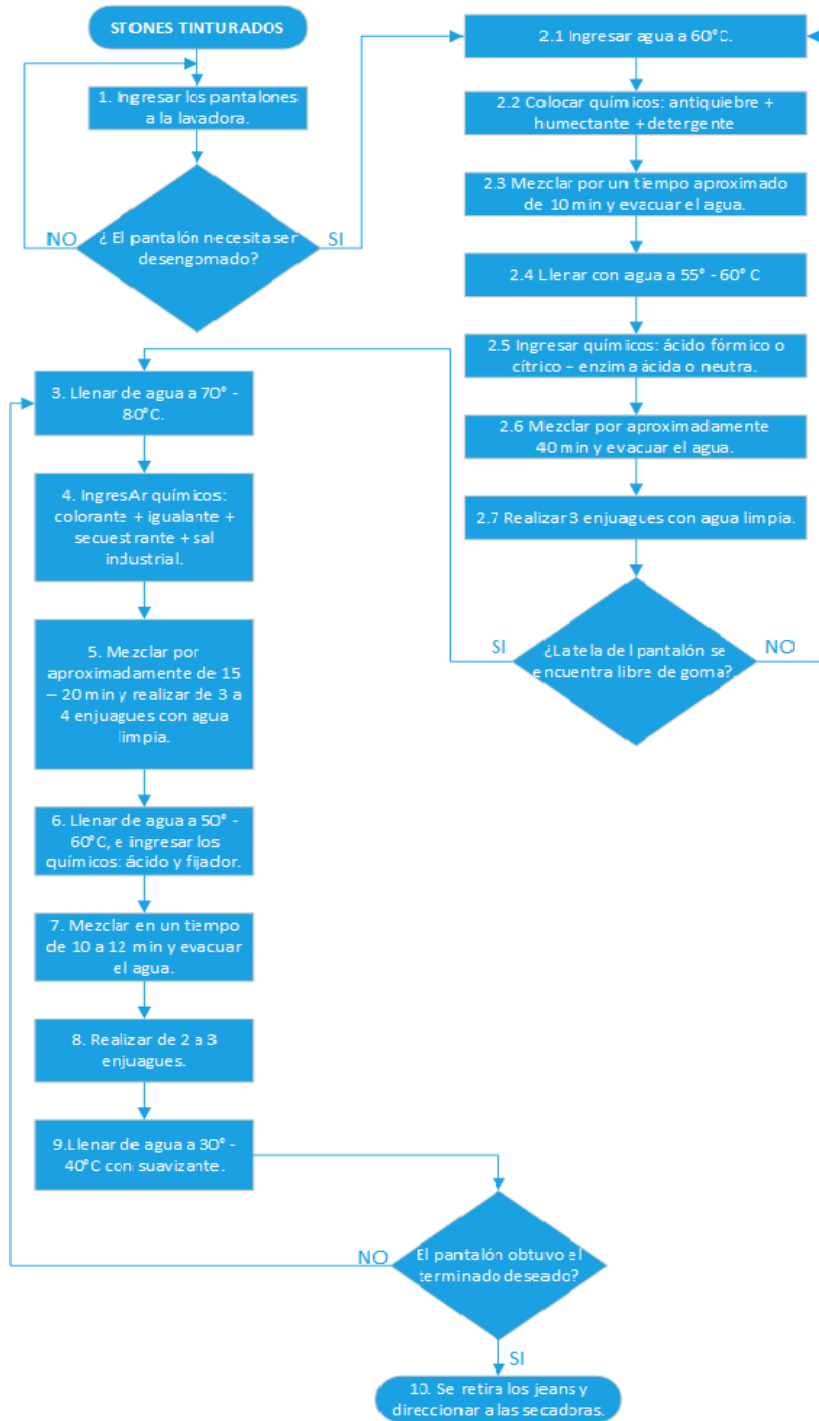 STONES TINTURADOS
1. Ingresar los pantalones
a la lavadora.
¿ El pantalón necesita ser
desengomado?
NO
SI
2.1 Ingresar agua a 60°C.
2.2 Colocar químicos: antiquiebre +
humectante + detergente
2.3 Mezclar por un tiempo aproximado
de 10 min y evacuar el agua.
2.4 Llenar con agua a 55° - 60° C
2.5 Ingresar químicos: ácido fórmico o
cítrico – enzima ácida o neutra.
2.6 Mezclar por aproximadamente
40 min y evacuar el agua.
2.7 Realizar 3 enjuagues con agua limpia.
¿La tela del pantalón se
encuentra libre de goma?
SI
NO
3. Llenar de agua a 70° -
80°C.
4. IngresAr químicos:
colorante + igualante +
secuestrante + sal
industrial.
5. Mezclar por
aproximadamente de 15
– 20 min y realizar de 3 a
4 enjuagues con agua
limpia.
6. Llenar de agua a 50° -
60°C, e ingresar los
químicos: ácido y fijador.
7. Mezclar en un tiempo
de 10 a 12 min y evacuar
el agua.
8. Realizar de 2 a 3
enjuagues.
9.Llenar de agua a 30° -
40°C con suavizante.
El pantalón obtuvo el
terminado deseado?
NO
SI
10. Se retira los jeans y
direccionar a las secadoras.